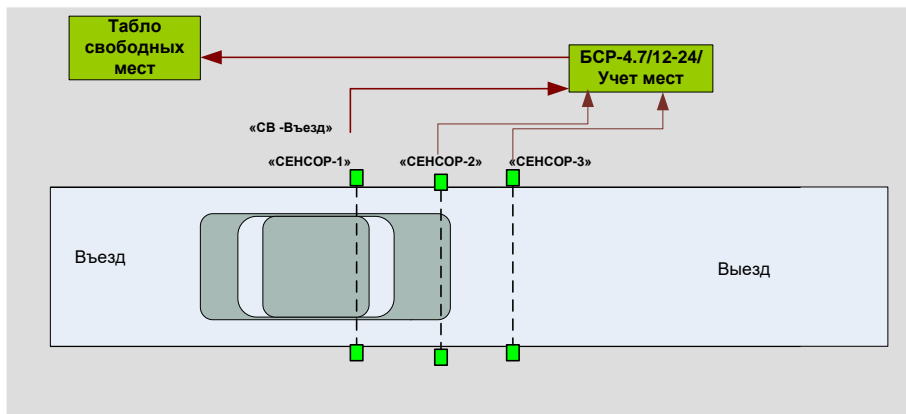 Табло
свободных
мест
БСР-4.7/12-24/
Учет мест
«СВ -Въезд»
«СЕНСОР-1»
«СЕНСОР-2»
«СЕНСОР-3»
Въезд
Выезд